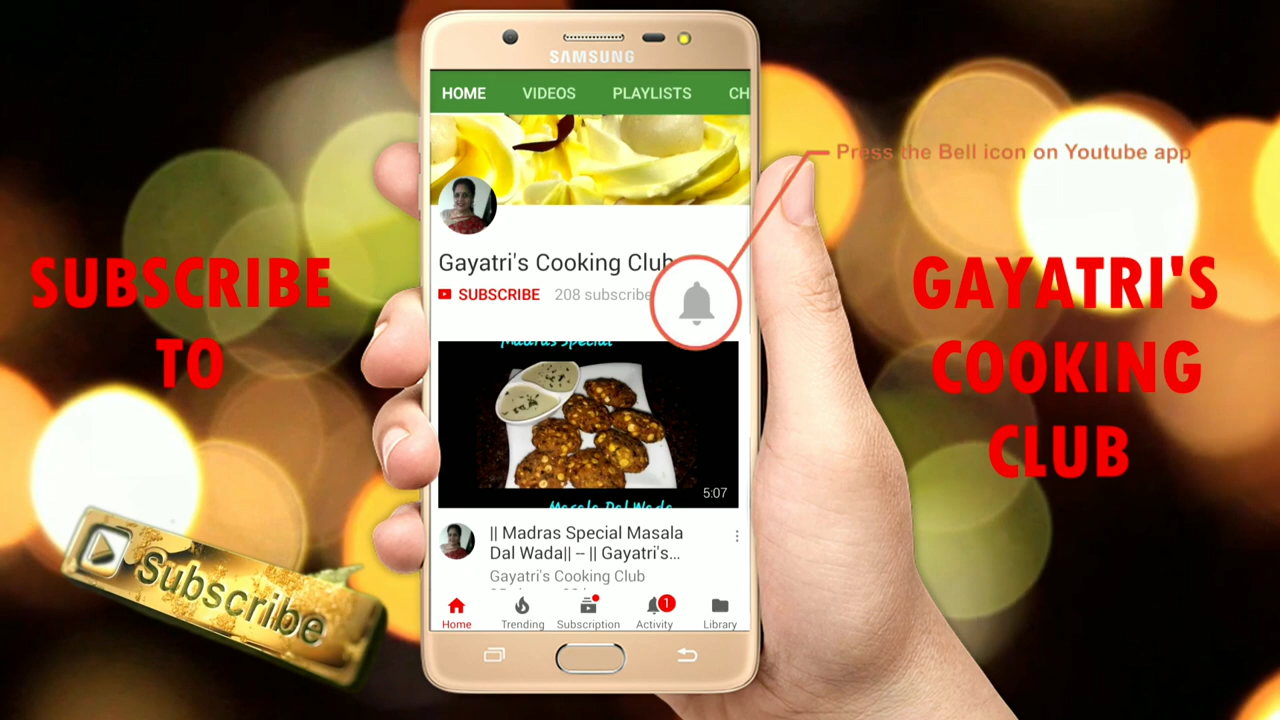 SAMSUNG
HOME VIDEOS PLAYLISTS CH
Press the Bell icon on Youtube app
Gayatri's Cooking Club
SUBSCRIBE 208 subscribe
SUBSCRIBE
TO
GAYATRI'S
COOKING
CLUB
Madras Special
Masala Dal Wada
5:07
|| Madras Special Masala
Dal Wada|| -- || Gayatri's...
Gayatri's Cooking Club
Subscribe
1
Home Trending Subscription Activity Library